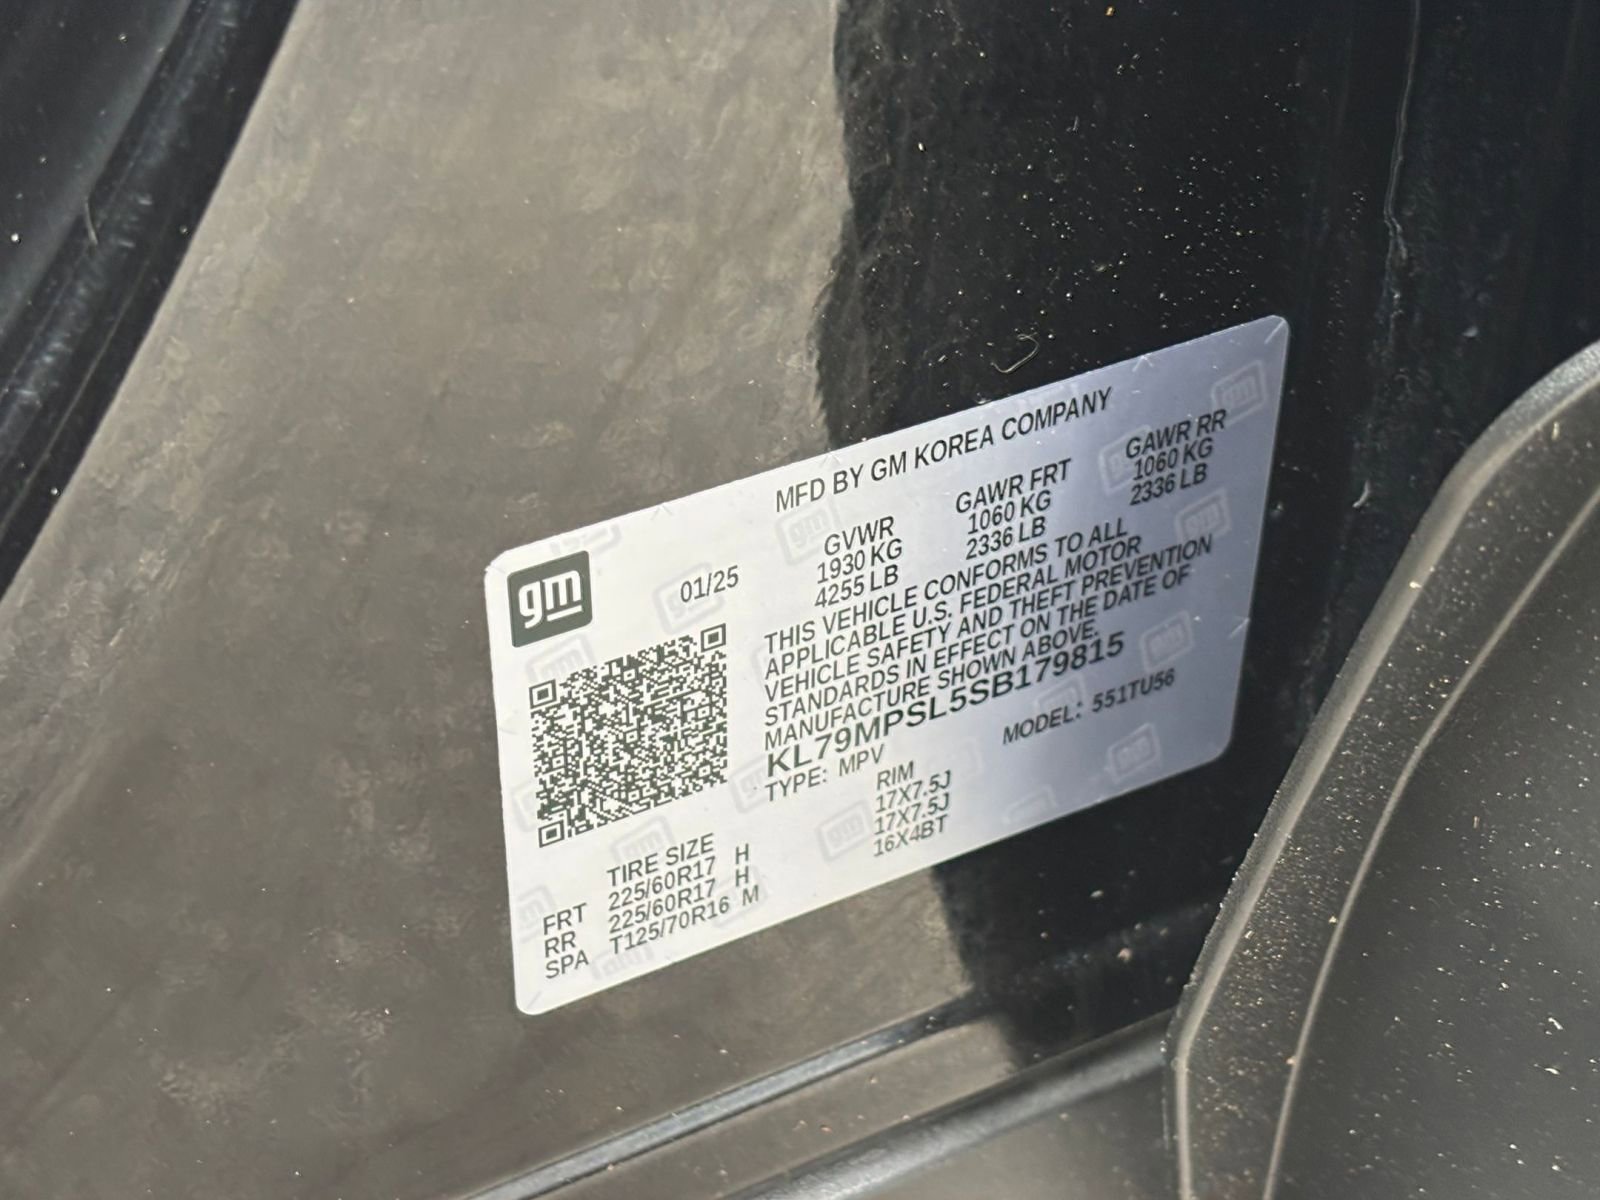 MFD BY GM KOREA COMPANY
gm
01/25
GVWR GAWR FRT GAWR RR
1930 KG 1060 KG 1060 KG
4255 LB 2336 LB 2336 LB
THIS VEHICLE CONFORMS TO ALL
APPLICABLE U.S. FEDERAL MOTOR
VEHICLE SAFETY AND THEFT PREVENTION
STANDARDS IN EFFECT ON THE DATE OF
MANUFACTURE SHOWN ABOVE.
KL79MPSL5SB179815
TYPE: MPV MODEL: 551TU56
TIRE SIZE RIM
FRT 225/60R17 H 17X7.5J
RR 225/60R17 H 17X7.5J
SPA T125/70R16 M 16X4BT